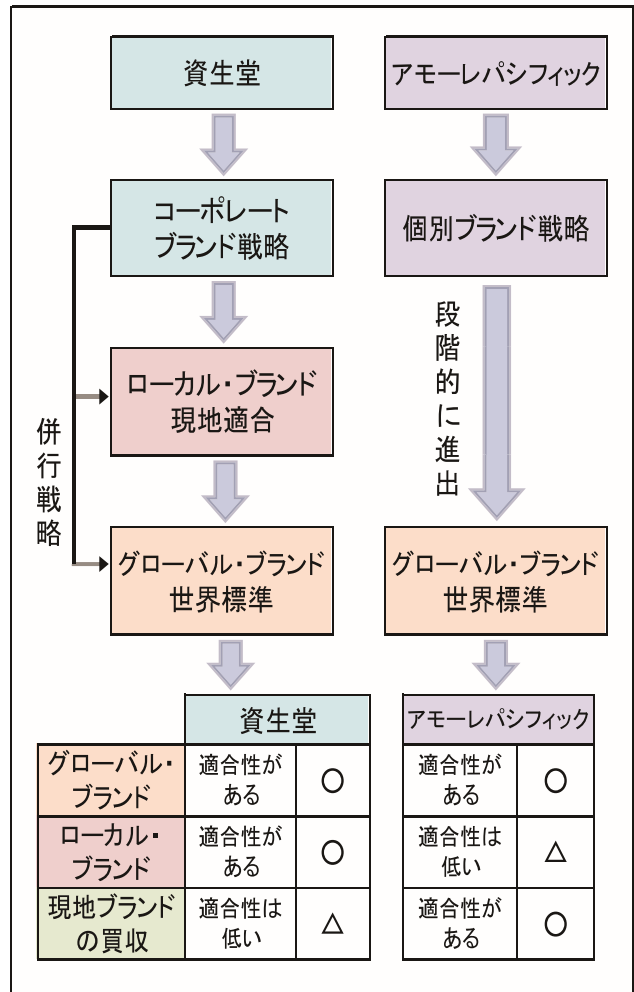 資生堂
アモーレパシフィック
コーポレート
ブランド戦略
個別ブランド戦略
段階的に進出
ローカル・ブランド
現地適合
併行戦略
グローバル・ブランド
世界標準
グローバル・ブランド
世界標準
資生堂
アモーレパシフィック
グローバル・
ブランド
適合性が
ある
○
適合性が
ある
○
ローカル・
ブランド
適合性が
ある
○
適合性は
低い
△
現地ブランド
の買収
適合性は
低い
△
適合性が
ある
○